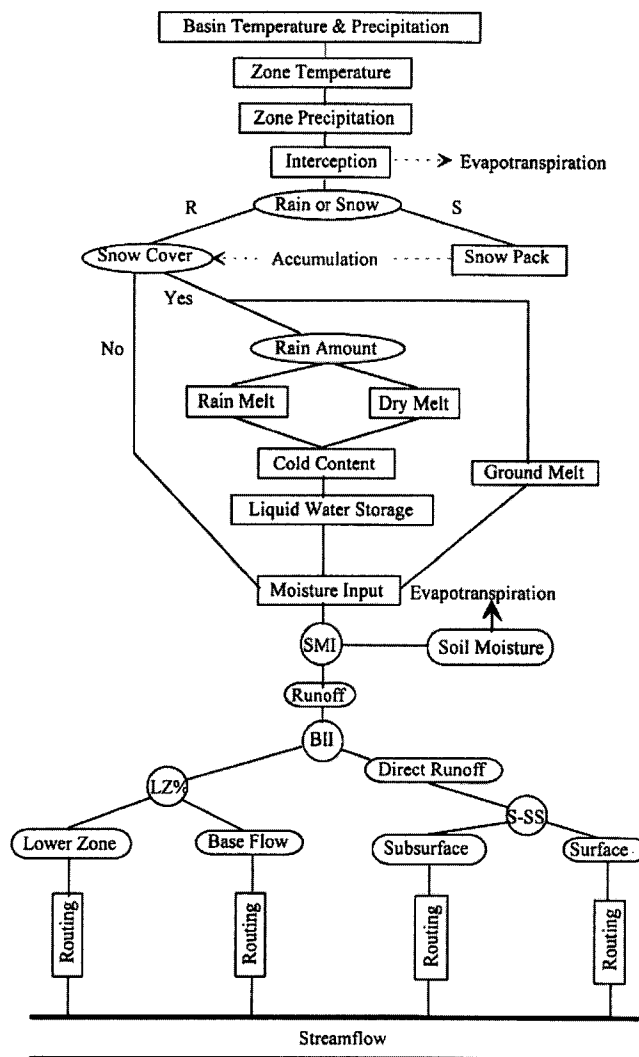 Basin Temperature & Precipitation
Zone Temperature
Zone Precipitation
Interception
Evapotranspiration
R
Rain or Snow
S
Snow Cover
Accumulation
Snow Pack
Yes
No
Rain Amount
Rain Melt
Dry Melt
Cold Content
Ground Melt
Liquid Water Storage
Moisture Input
Evapotranspiration
SMI
Soil Moisture
Runoff
BII
Direct Runoff
LZ%
S-SS
Lower Zone
Base Flow
Subsurface
Surface
Routing
Routing
Routing
Routing
Streamflow